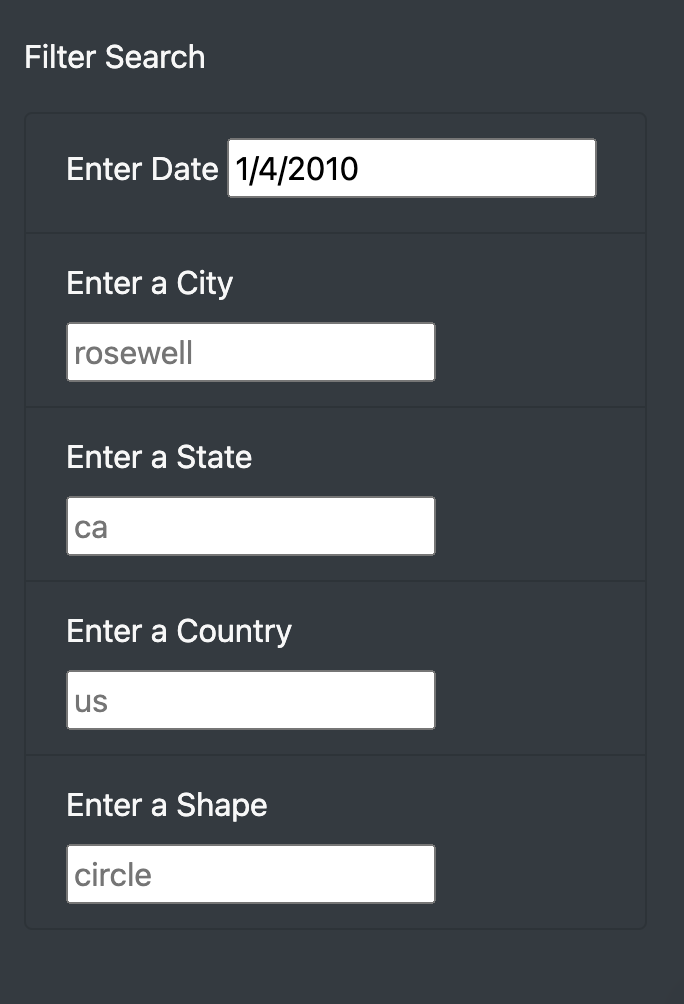 Filter Search
Enter Date 1/4/2010
Enter a City
rosewell
Enter a State
ca
Enter a Country
us
Enter a Shape
circle